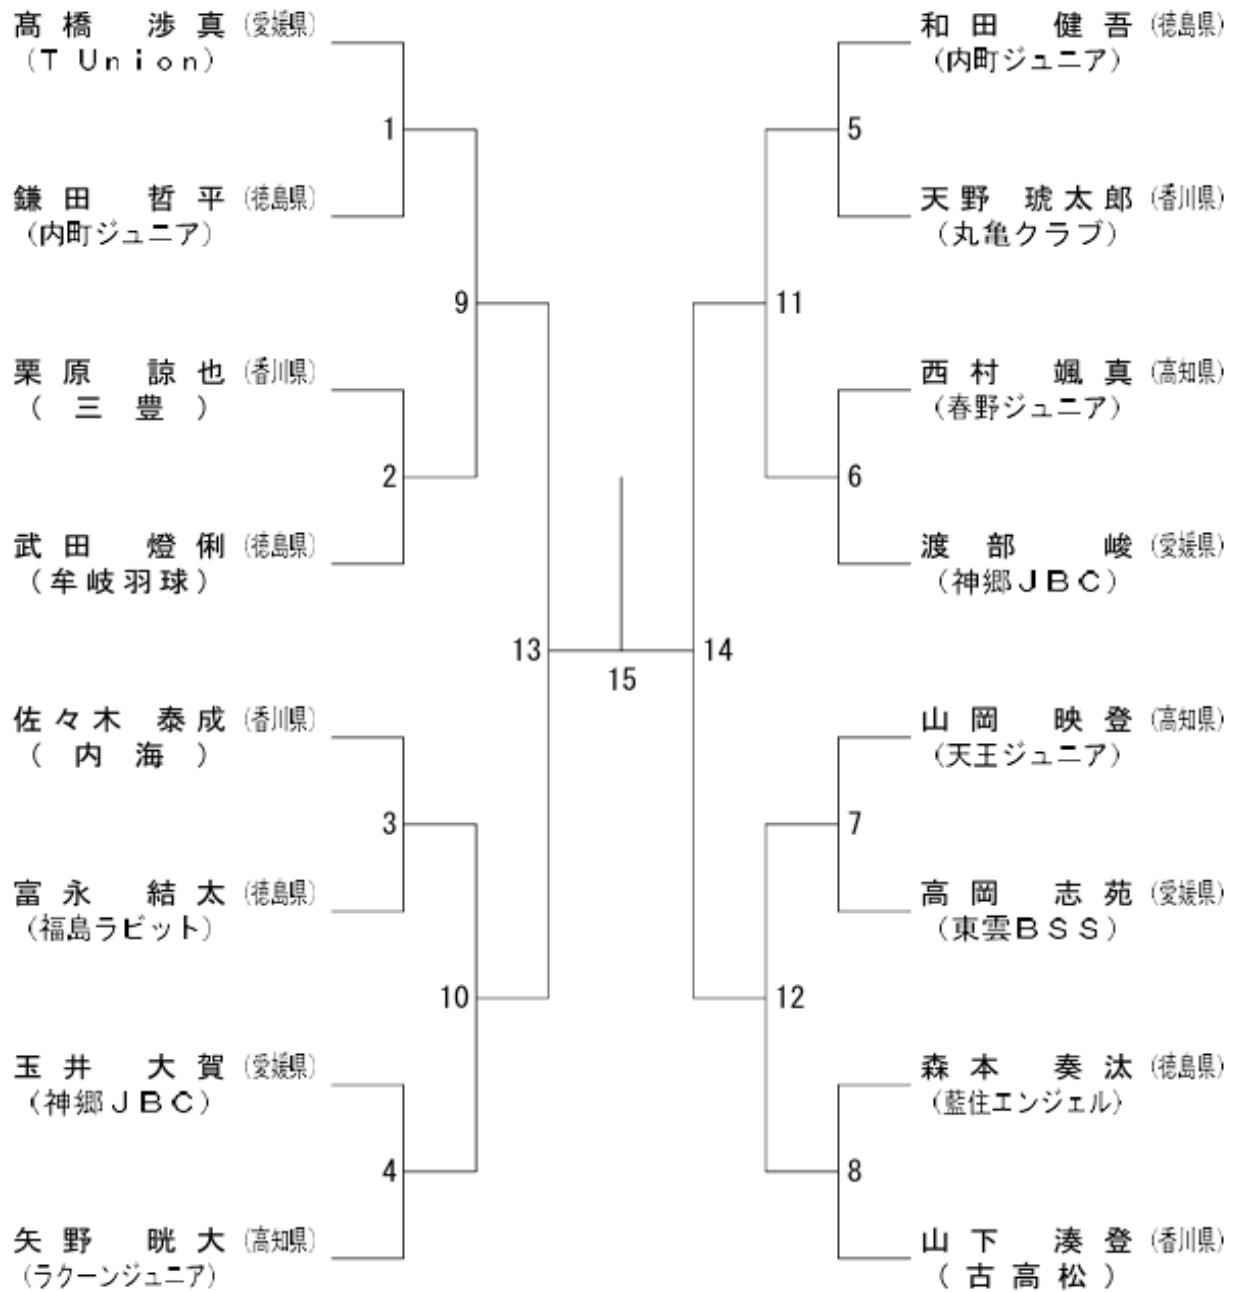 髙橋 渉真 (愛媛県)
(T Union)
1
鎌田 哲平 (徳島県)
(内町ジュニア)
9
栗原 諒也 (香川県)
(三豊)
2
武田 燈俐 (徳島県)
(牟岐羽球)
13
佐々木 泰成 (香川県)
(内海)
3
富永 結太 (徳島県)
(福島ラビット)
10
玉井 大賀 (愛媛県)
(神郷JBC)
4
矢野 晄大 (高知県)
(ラクーンジュニア)
15
和田 健吾 (徳島県)
(内町ジュニア)
5
天野 琥太郎 (香川県)
(丸亀クラブ)
11
西村 颯真 (高知県)
(春野ジュニア)
6
渡部 峻 (愛媛県)
(神郷JBC)
14
山岡 映登 (高知県)
(天王ジュニア)
7
高岡 志苑 (愛媛県)
(東雲BSS)
12
森本 奏汰 (徳島県)
(藍住エンジェル)
8
山下 湊登 (香川県)
(古高松)